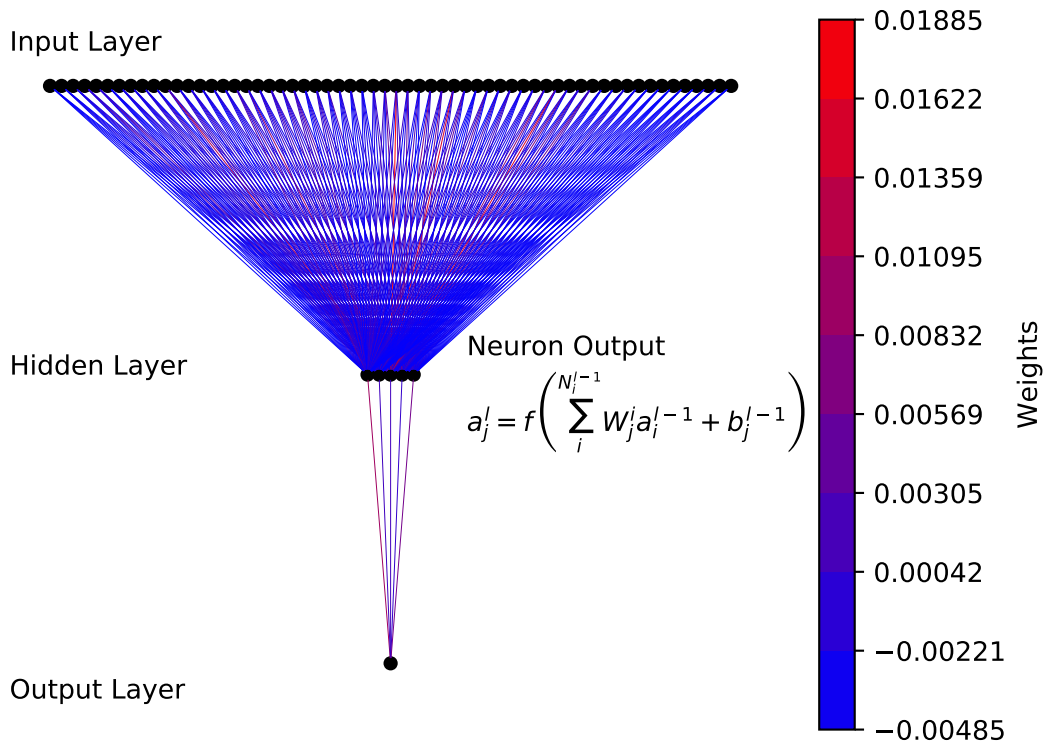 Input Layer
Hidden Layer
Neuron Output
a_j^l = f(∑_i^{N_i^{l−1}} W_j^i a_i^{l−1} + b_j^{l−1})
Output Layer
0.01885
0.01622
0.01359
0.01095
0.00832
0.00569
0.00305
0.00042
−0.00221
−0.00485
Weights